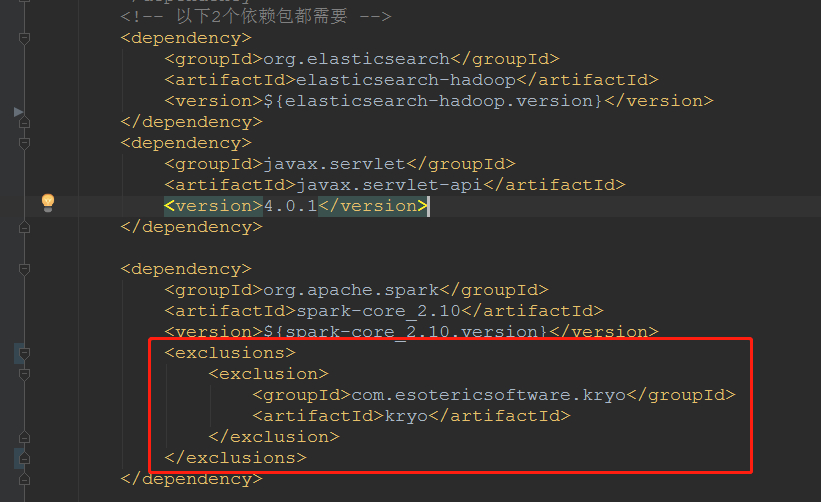 <!-- 以下2个依赖包都需要 -->
<dependency>
<groupId>org.elasticsearch</groupId>
<artifactId>elasticsearch-hadoop</artifactId>
<version>${elasticsearch-hadoop.version}</version>
</dependency>
<dependency>
<groupId>javax.servlet</groupId>
<artifactId>javax.servlet-api</artifactId>
<version>4.0.1</version>
</dependency>
<dependency>
<groupId>org.apache.spark</groupId>
<artifactId>spark-core_2.10</artifactId>
<version>${spark-core_2.10.version}</version>
<exclusions>
<exclusion>
<groupId>com.esotericsoftware.kryo</groupId>
<artifactId>kryo</artifactId>
</exclusion>
</exclusions>
</dependency>